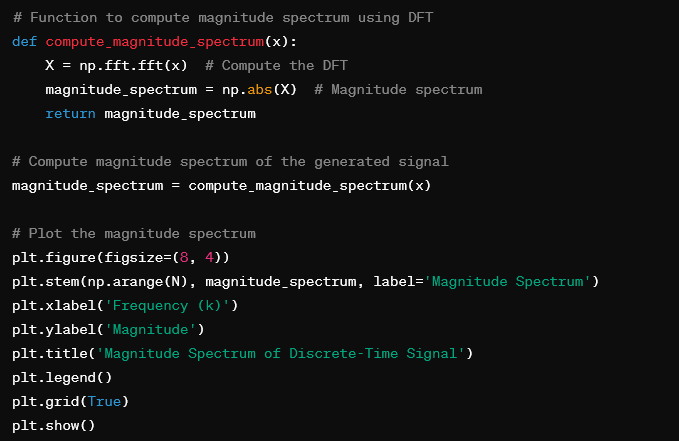 # Function to compute magnitude spectrum using DFT
def compute_magnitude_spectrum(x):
    X = np.fft.fft(x)  # Compute the DFT
    magnitude_spectrum = np.abs(X)  # Magnitude spectrum
    return magnitude_spectrum

# Compute magnitude spectrum of the generated signal
magnitude_spectrum = compute_magnitude_spectrum(x)

# Plot the magnitude spectrum
plt.figure(figsize=(8, 4))
plt.stem(np.arange(N), magnitude_spectrum, label='Magnitude Spectrum')
plt.xlabel('Frequency (k)')
plt.ylabel('Magnitude')
plt.title('Magnitude Spectrum of Discrete-Time Signal')
plt.legend()
plt.grid(True)
plt.show()